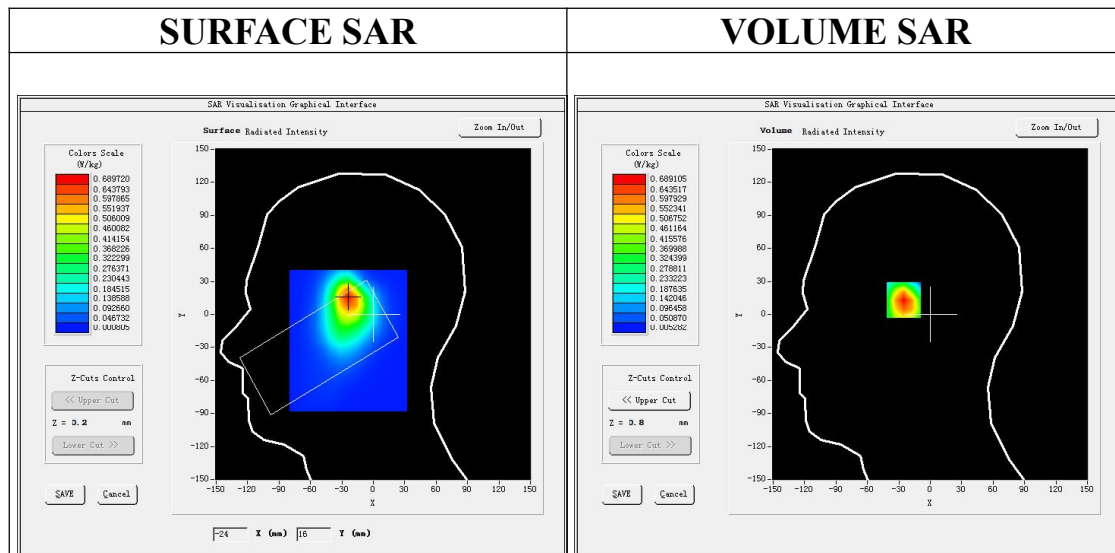 SURFACE SAR
VOLUME SAR
SAR Visualisation Graphical Interface
Surface Radiated Intensity
Zoom In/Out
Colors Scale
(W/kg)
0.689720
0.643793
0.597865
0.551937
0.506009
0.460082
0.414154
0.368226
0.322299
0.276371
0.230443
0.184515
0.138588
0.092660
0.046732
0.000805
Z-Cuts Control
<< Upper Cut
Z = 0.2 mm
Lower Cut >>
SAVE
Cancel
Y
150
120
90
60
30
0
-30
-60
-90
-120
-150
-150 -120 -90 -60 -30 0 30 60 90 120 150
X
-24 X (mm) 16 Y (mm)
SAR Visualisation Graphical Interface
Volume Radiated Intensity
Zoom In/Out
Colors Scale
(W/kg)
0.689105
0.643517
0.597929
0.552341
0.506752
0.461164
0.415576
0.369988
0.324399
0.278811
0.233223
0.187635
0.142046
0.096458
0.050870
0.005282
Z-Cuts Control
<< Upper Cut
Z = 0.8 mm
Lower Cut >>
SAVE
Cancel
Y
150
120
90
60
30
0
-30
-60
-90
-120
-150
-150 -120 -90 -60 -30 0 30 60 90 120 150
X